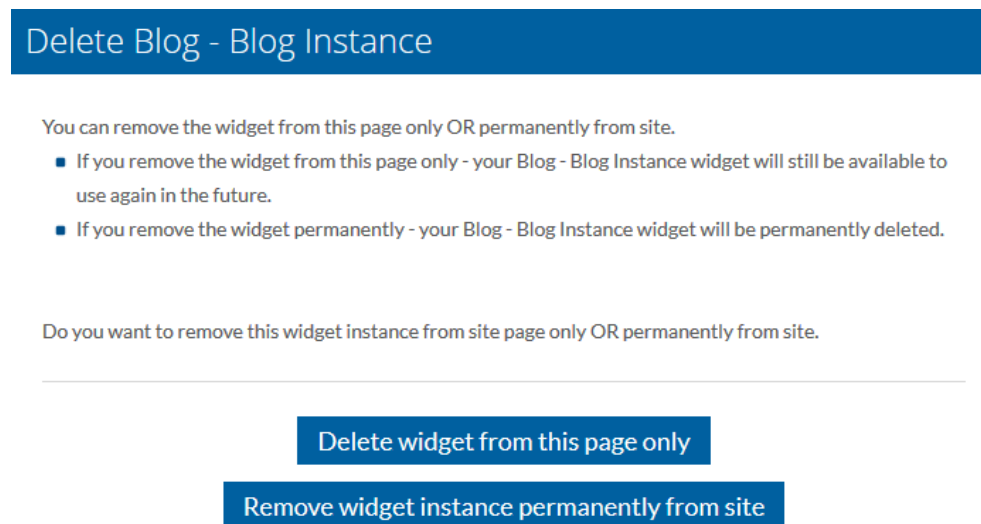 Delete Blog - Blog Instance
You can remove the widget from this page only OR permanently from site.
If you remove the widget from this page only - your Blog - Blog Instance widget will still be available to
use again in the future.
If you remove the widget permanently - your Blog - Blog Instance widget will be permanently deleted.
Do you want to remove this widget instance from site page only OR permanently from site.
Delete widget from this page only
Remove widget instance permanently from site